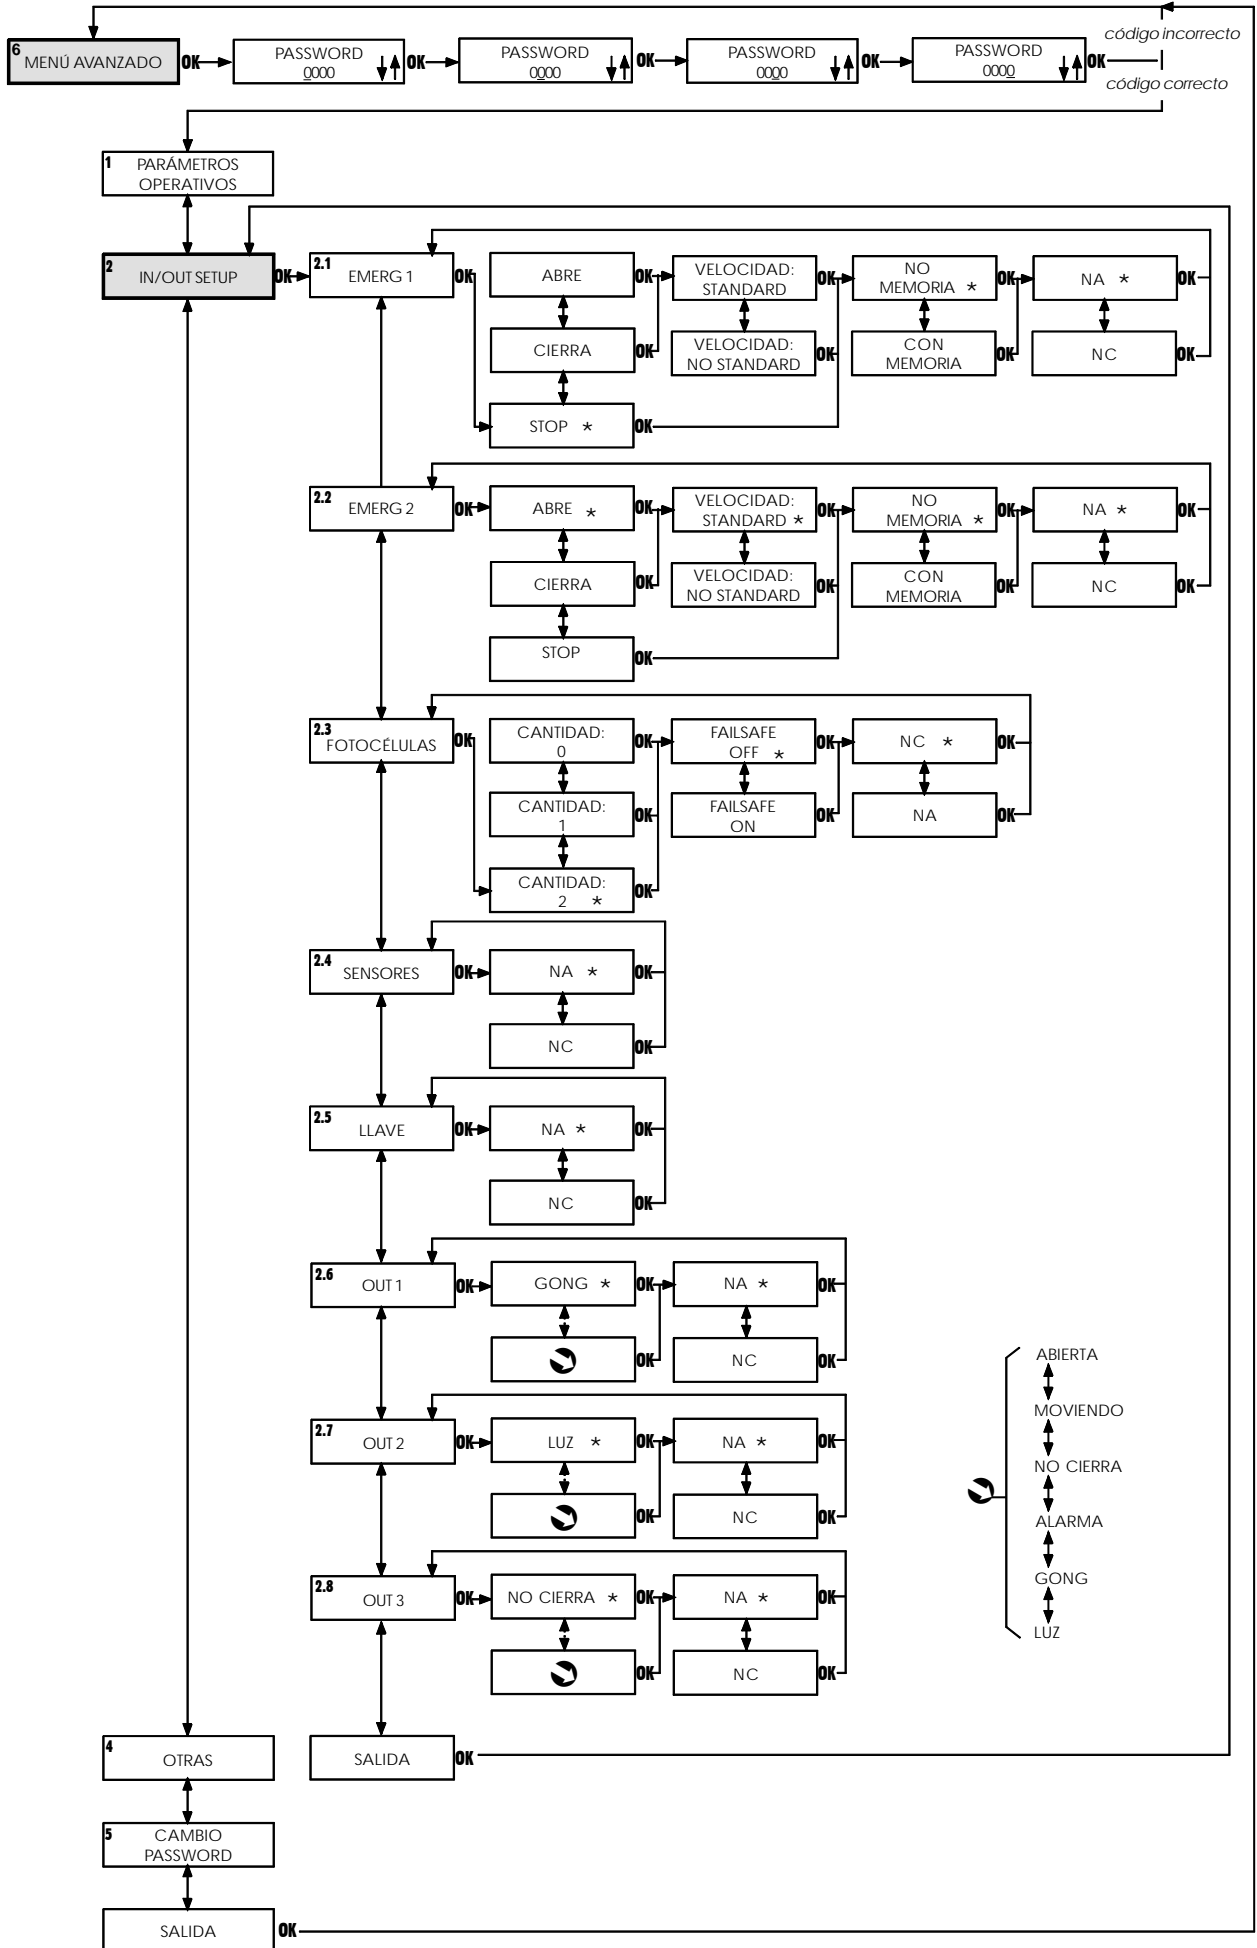 código incorrecto
6
MENÚ AVANZADO
OK
PASSWORD
0000
OK
PASSWORD
0000
OK
PASSWORD
0000
OK
PASSWORD
0000
OK
código correcto
1
PARÁMETROS
OPERATIVOS
2
IN/OUT SETUP
OK
2.1
EMERG 1
OK
ABRE
OK
VELOCIDAD:
STANDARD
OK
NO
MEMORIA *
OK
NA *
OK
CIERRA
OK
VELOCIDAD:
NO STANDARD
OK
CON
MEMORIA
OK
NC
OK
STOP *
OK
2.2
EMERG 2
OK
ABRE *
OK
VELOCIDAD:
STANDARD *
OK
NO
MEMORIA *
OK
NA *
OK
CIERRA
OK
VELOCIDAD:
NO STANDARD
OK
CON
MEMORIA
OK
NC
OK
STOP
OK
2.3
FOTOCÉLULAS
OK
CANTIDAD:
0
OK
FAILSAFE
OFF *
OK
NC *
OK
CANTIDAD:
1
OK
FAILSAFE
ON
OK
NA
OK
CANTIDAD:
2 *
OK
2.4
SENSORES
OK
NA *
OK
NC
OK
2.5
LLAVE
OK
NA *
OK
NC
OK
2.6
OUT 1
OK
GONG *
OK
NA *
OK
OK
NC
OK
2.7
OUT 2
OK
LUZ *
OK
NA *
OK
OK
NC
OK
2.8
OUT 3
OK
NO CIERRA *
OK
NA *
OK
OK
NC
OK
ABIERTA
MOVIENDO
NO CIERRA
ALARMA
GONG
LUZ
SALIDA
OK
4
OTRAS
5
CAMBIO
PASSWORD
SALIDA
OK